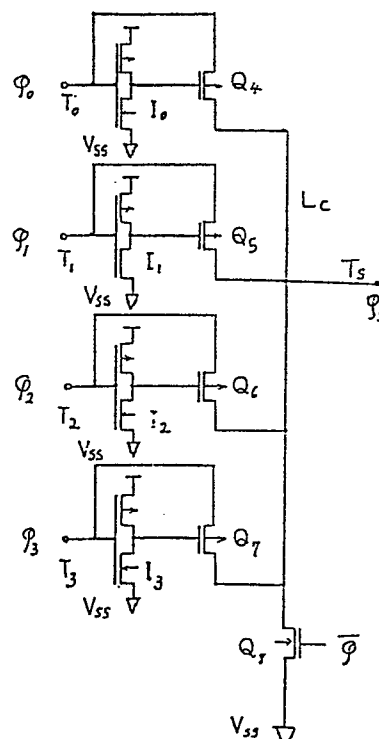 φ₀
T₀
I₀
Q₄
VSS
φ₁
T₁
I₁
Q₅
VSS
LC
TS
φ₂
T₂
I₂
Q₆
VSS
φ₃
T₃
I₃
Q₇
VSS
Q₈
φ̅
VSS